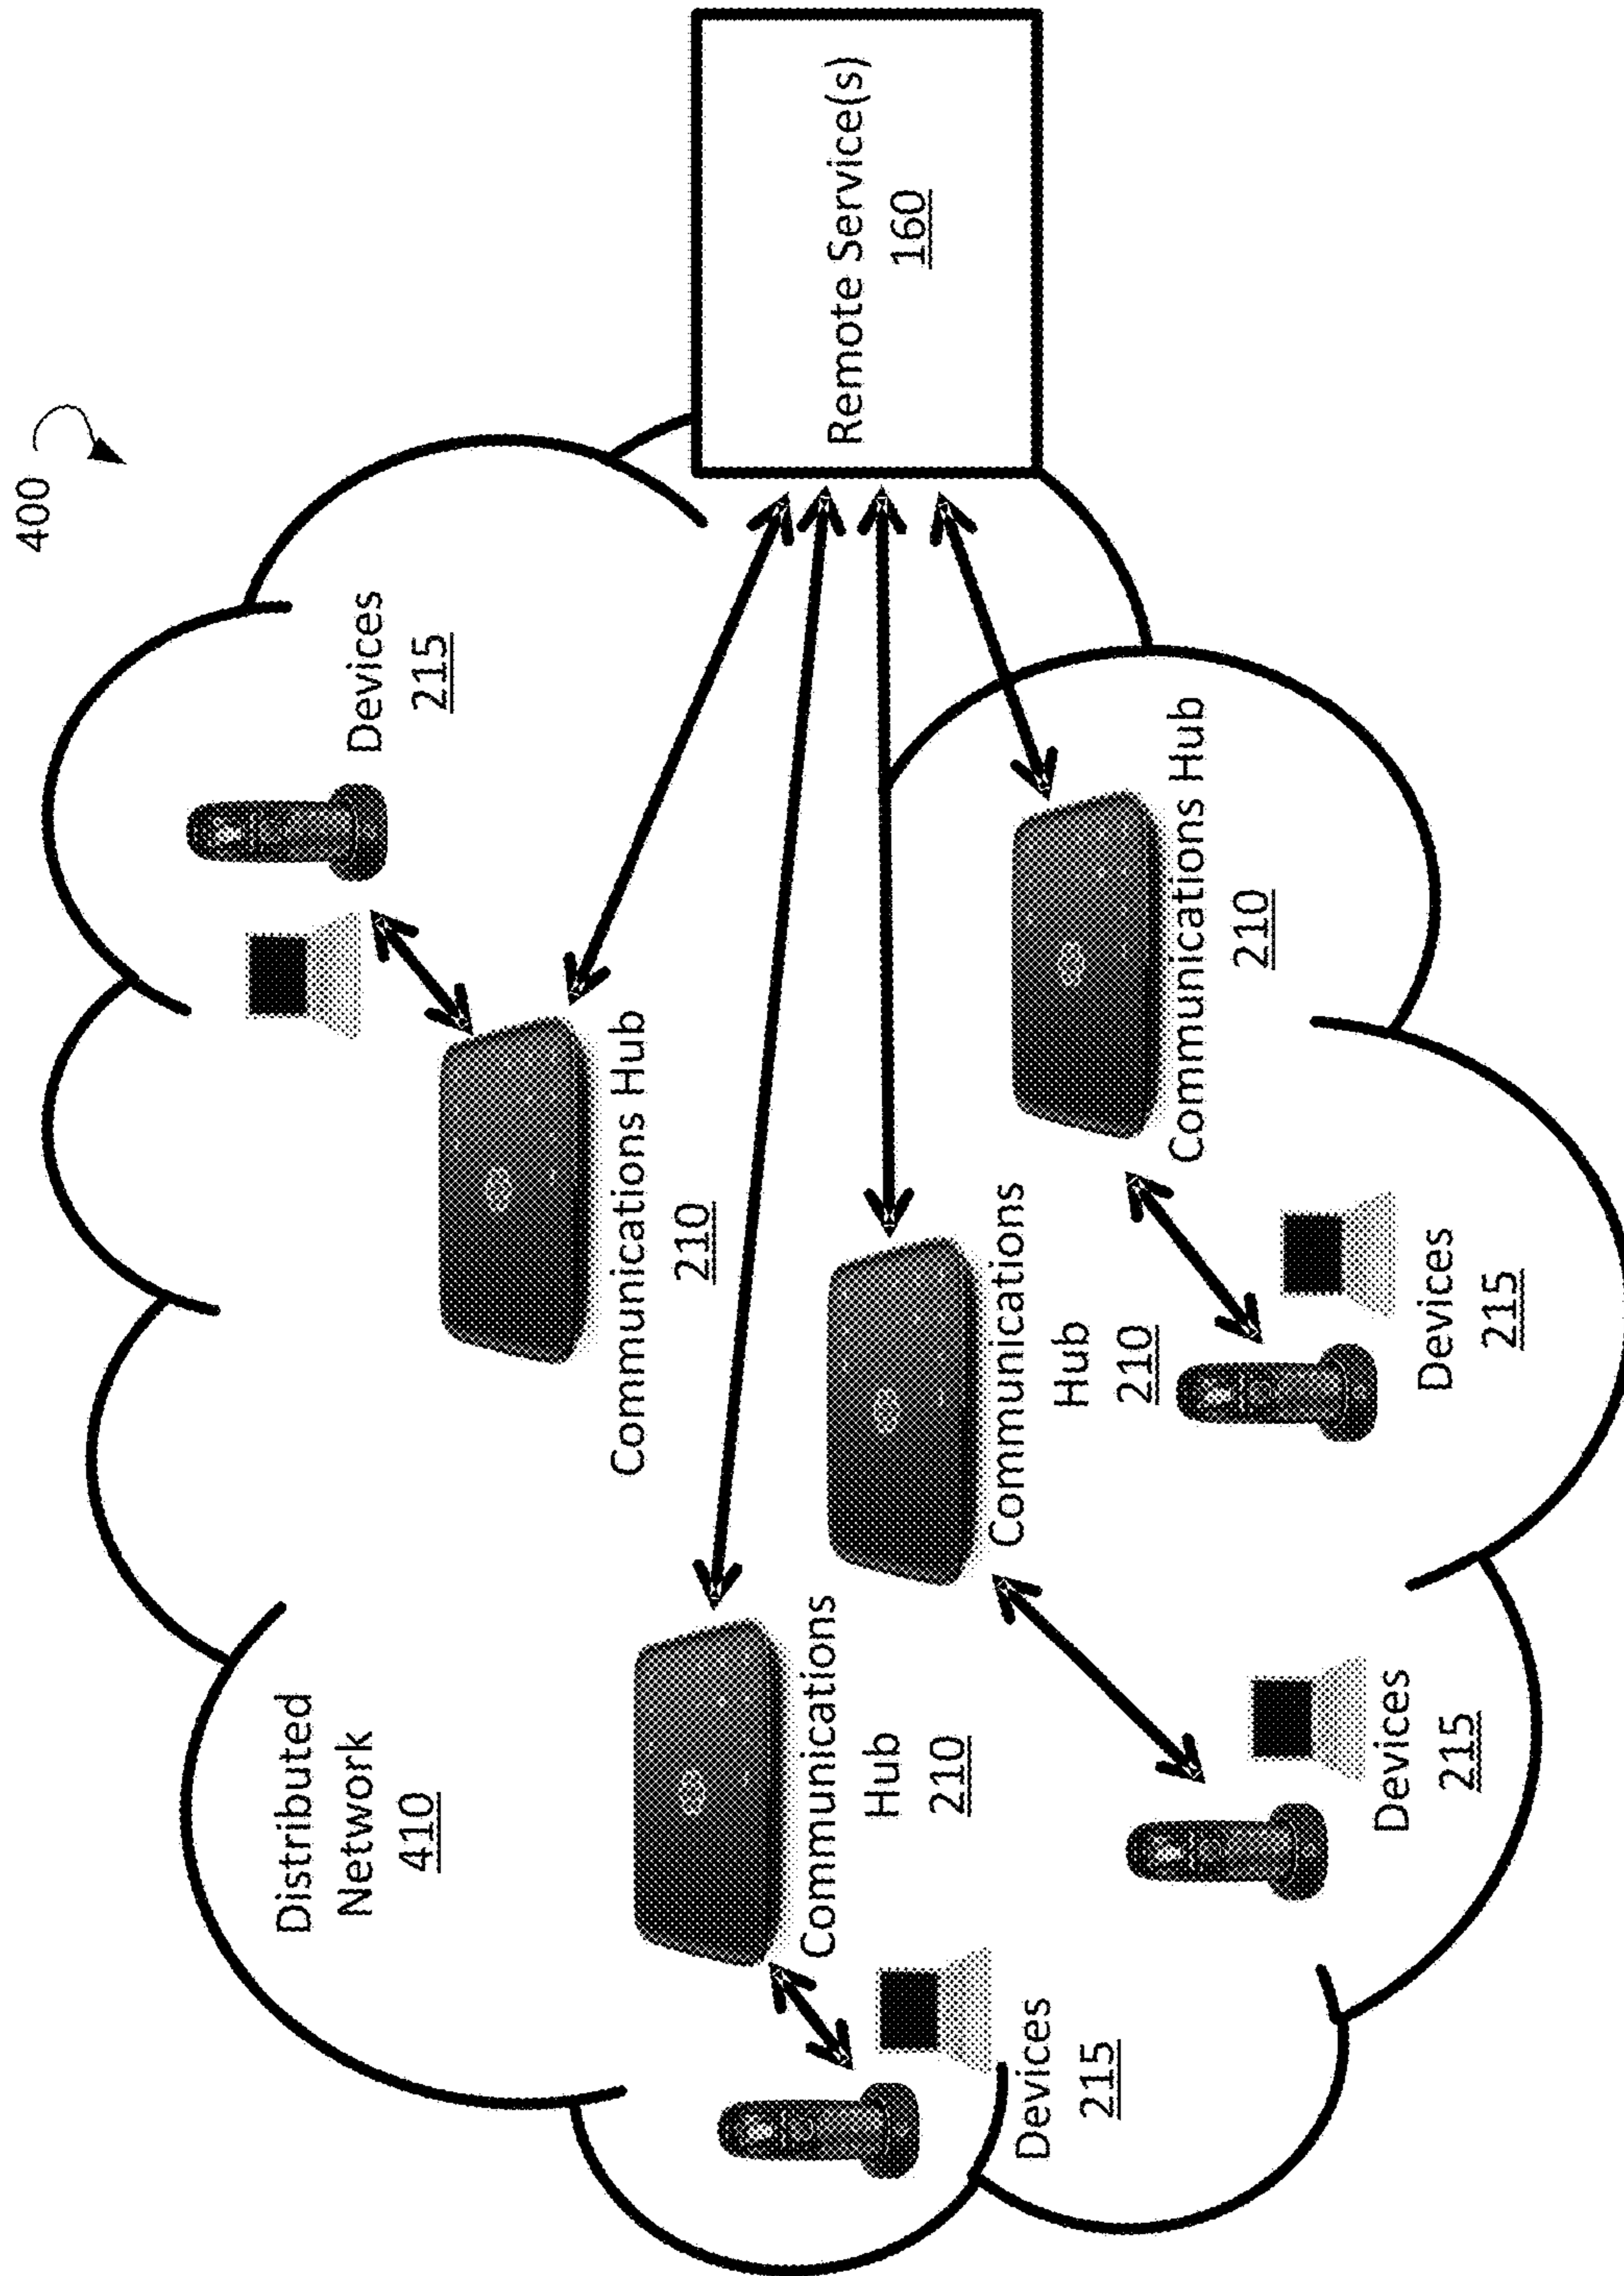 400
Distributed
Network
410
Devices
215
Communications Hub
210
Communications
Hub
210
Communications
Hub
210
Communications Hub
210
Remote Service(s)
160
Devices
215
Devices
215
Devices
215